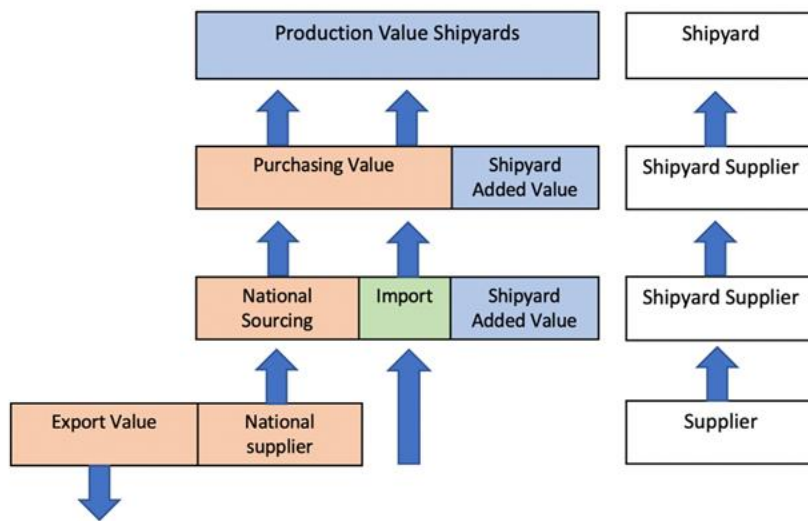 Production Value Shipyards
Shipyard
Purchasing Value
Shipyard
Added Value
Shipyard Supplier
National
Sourcing
Import
Shipyard
Added Value
Shipyard Supplier
Export Value
National
supplier
Supplier